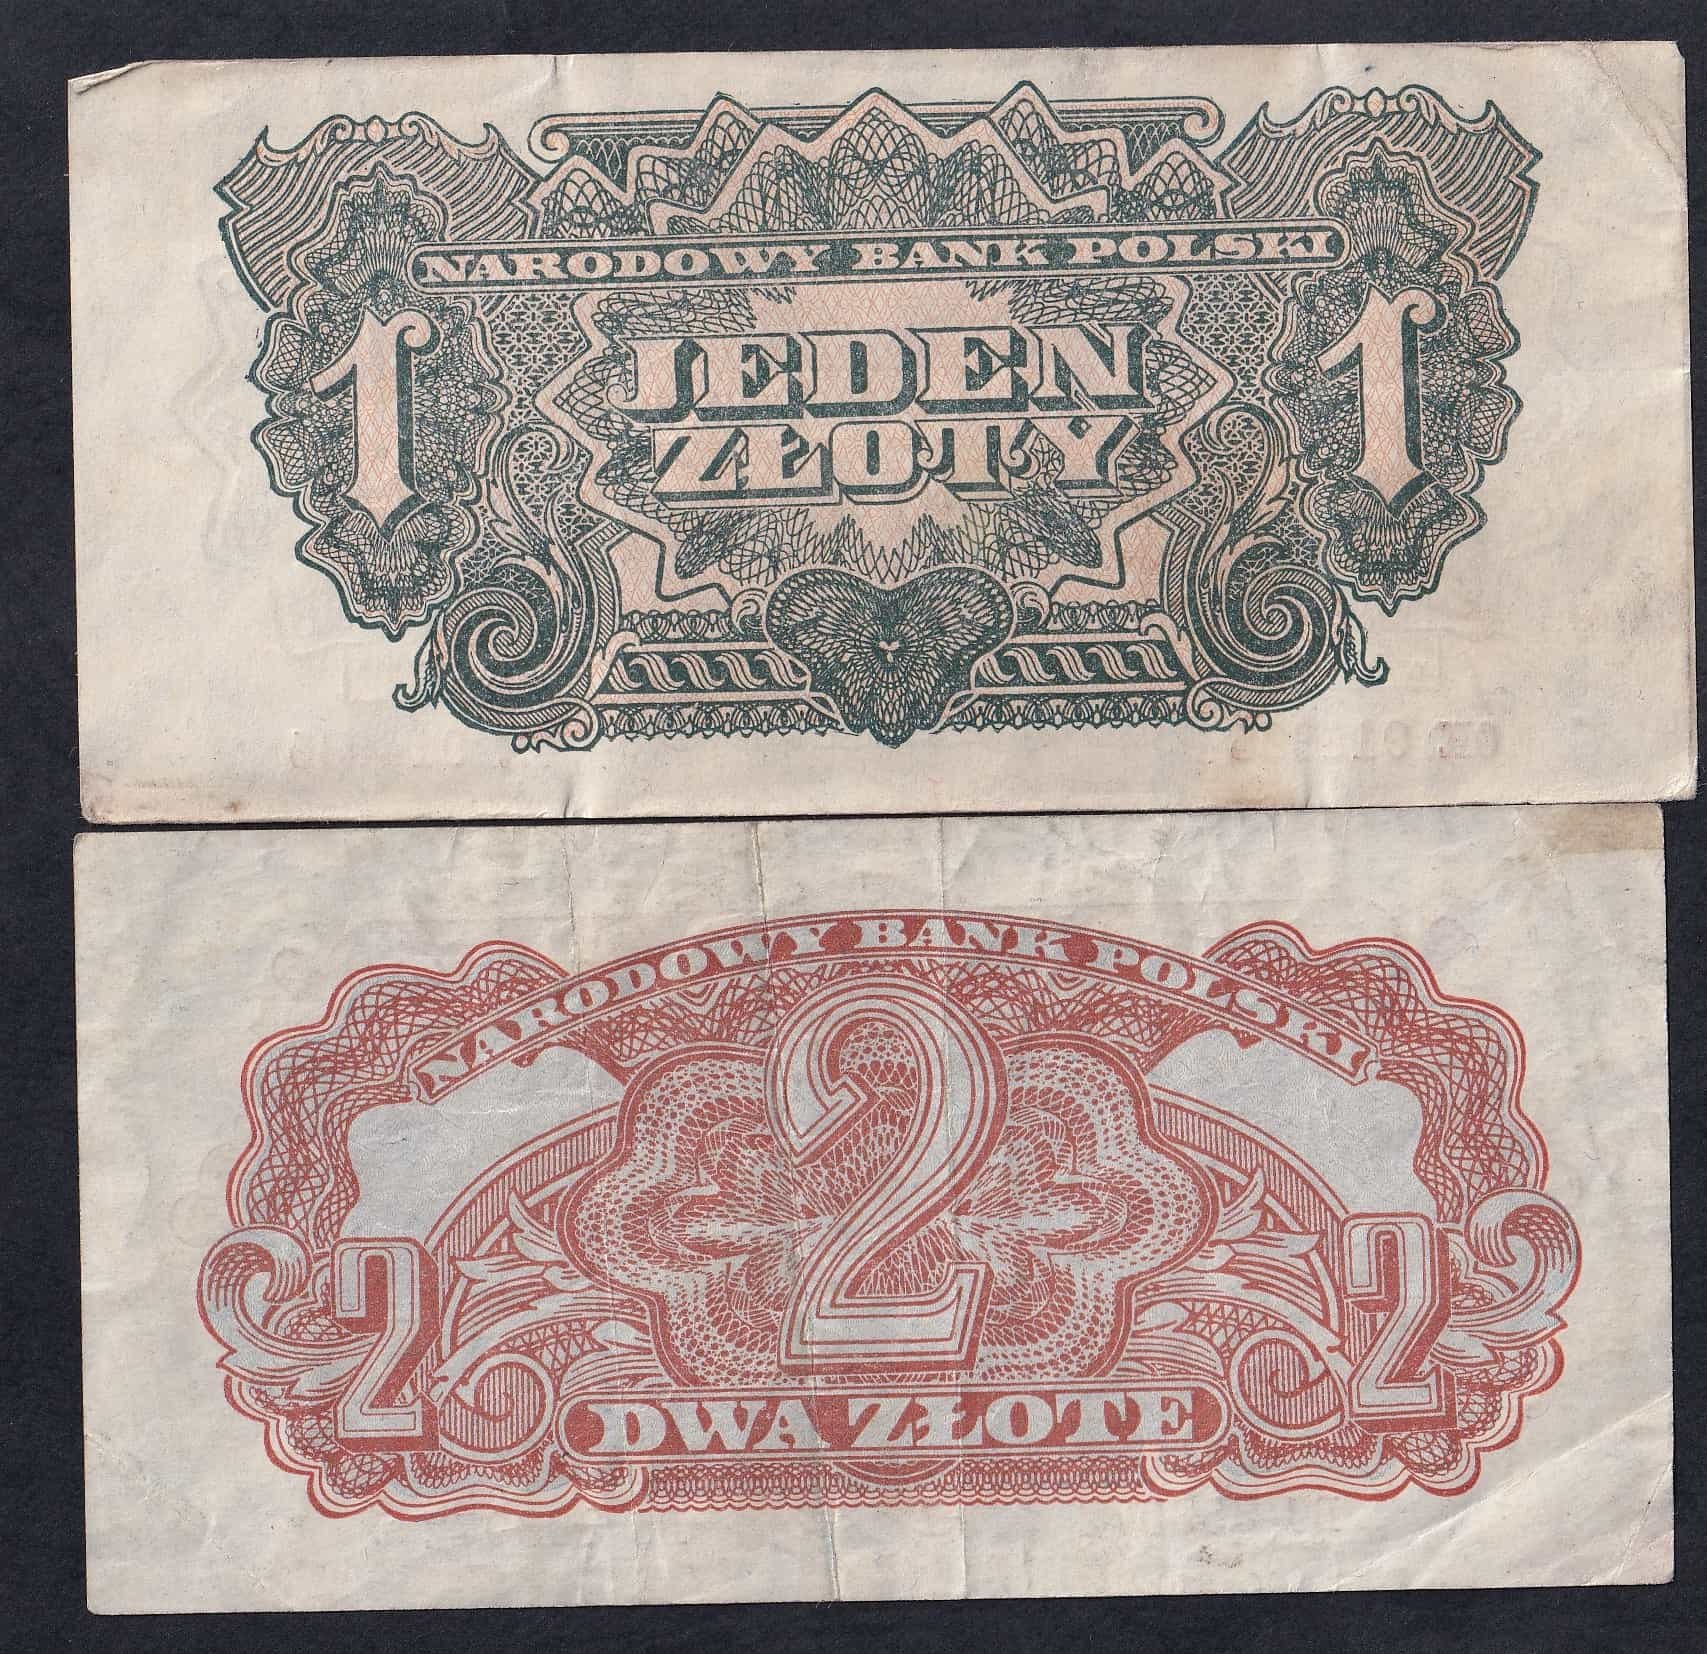 NARODOWY BANK POLSKI
1 1
JEDEN
ZŁOTY
NARODOWY BANK POLSKI
2
2 2
DWA ZŁOTE